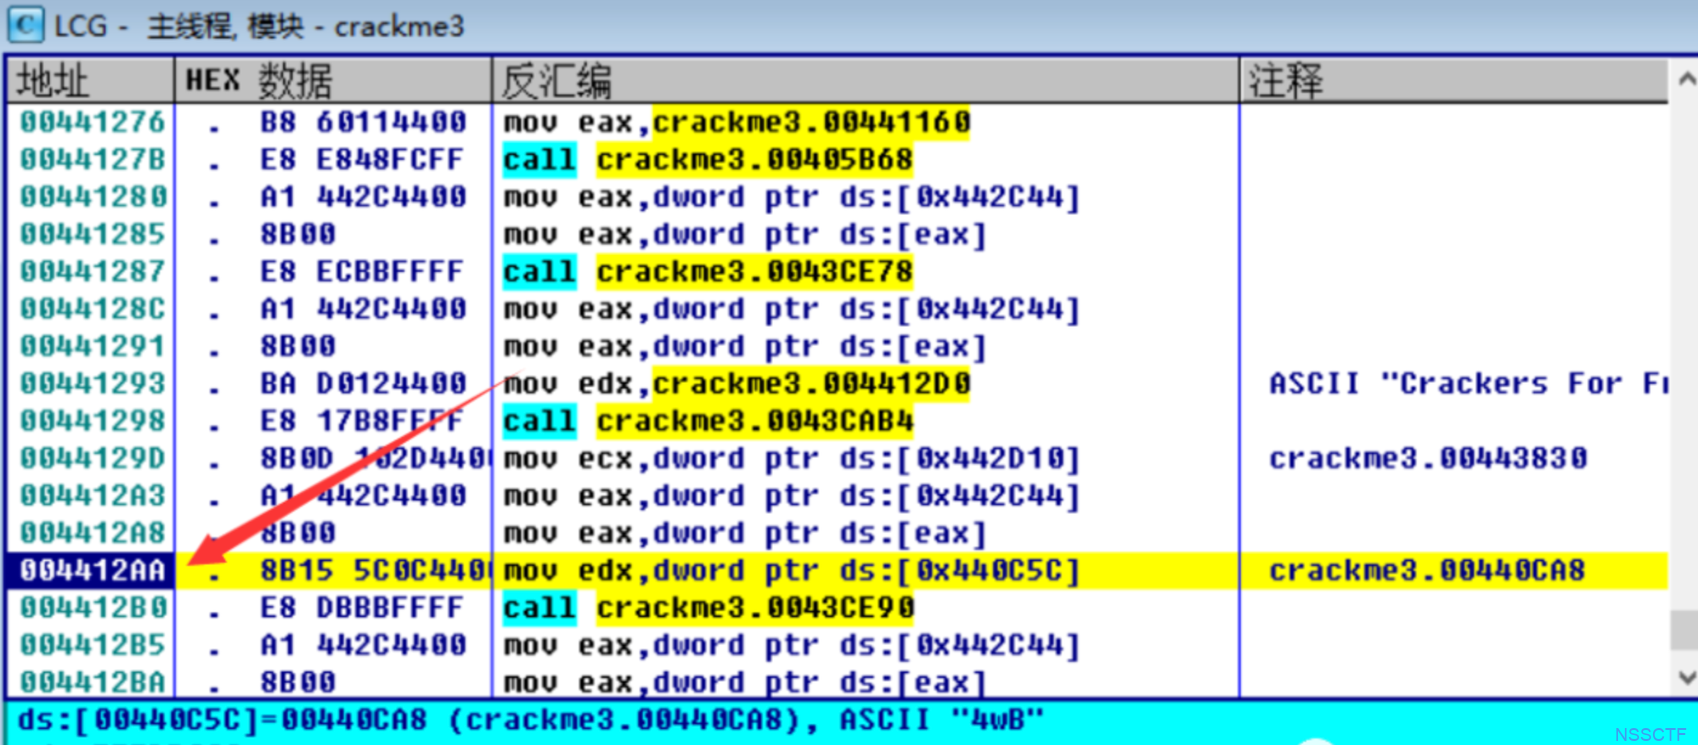 LCG - 主线程, 模块 - crackme3
地址 HEX 数据 反汇编 注释
00441276 . B8 60114400 mov eax,crackme3.00441160
0044127B . E8 E848FCFF call crackme3.00405B68
00441280 . A1 442C4400 mov eax,dword ptr ds:[0x442C44]
00441285 . 8B00 mov eax,dword ptr ds:[eax]
00441287 . E8 ECBBFFFF call crackme3.0043CE78
0044128C . A1 442C4400 mov eax,dword ptr ds:[0x442C44]
00441291 . 8B00 mov eax,dword ptr ds:[eax]
00441293 . BA D0124400 mov edx,crackme3.004412D0 ASCII "Crackers For Fr
00441298 . E8 17B8FFFF call crackme3.0043CAB4
0044129D . 8B0D 102D440 mov ecx,dword ptr ds:[0x442D10] crackme3.00443830
004412A3 . A1 442C4400 mov eax,dword ptr ds:[0x442C44]
004412A8 . 8B00 mov eax,dword ptr ds:[eax]
004412AA . 8B15 5C0C440 mov edx,dword ptr ds:[0x440C5C] crackme3.00440CA8
004412B0 . E8 DBBBFFFF call crackme3.0043CE90
004412B5 . A1 442C4400 mov eax,dword ptr ds:[0x442C44]
004412BA . 8B00 mov eax,dword ptr ds:[eax]
ds:[00440C5C]=00440CA8 (crackme3.00440CA8), ASCII "4wB"
NSSCTF